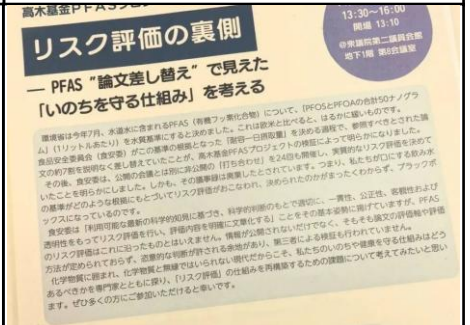 高木基金PFASプロジェ
13:30～16:00
開場 13:10
@衆議院第二議員会館
地下1階 第8会議室
リスク評価の裏側
― PFAS "論文差し替え" で見えた
「いのちを守る仕組み」を考える
環境省は今年7月、水道水に含まれるPFAS（有機フッ素化合物）について、「PFOSとPFOAの合計50ナノグラ
ム」（1リットルあたり）を水質基準にすると決めました。これは欧米と比べると、はるかに緩いものです。
食品安全委員会（食安委）がこの基準の根拠となった「耐容一日摂取量」を決める過程で、参照すべきとされた論
文の約7割を説明なく差し替えていたことが、高木基金PFASプロジェクトの検証によって明かになりました。
その後、食安委は、公開の会議とは別に非公開の「打ち合わせ」を24回も開催し、実質的なリスク評価を決めて
いたことを明らかにしました。しかも、その議事録は廃棄したとされています。つまり、私たちが口にする飲み水
の基準がどのような根拠にもとづいてリスク評価がおこなわれ、決められたのかがまったくわからず、ブラックボ
ックスになっているのです。
食安委は「利用可能な最新の科学的知見に基づき、科学的判断のもとで適切に、一貫性、公正性、客観性および
透明性をもってリスク評価を行い、評価内容を明確に文章化する」ことをその基本姿勢に掲げていますが、PFAS
のリスク評価はこれに沿ったものとはいえません。情報が公開されないだけでなく、そもそも論文の評価軸や評価
方法が定められておらず、恣意的な判断が許される余地があり、第三者による検証も行われていません。
化学物質に囲まれ、化学物質と無縁ではいられない現代だからこそ、私たちのいのちや健康を守る仕組みはどう
あるべきかを専門家とともに探り、「リスク評価」の仕組みを再構築するための課題について考えてみたいと思い
ます。ぜひ多くの方にご参加いただけると幸いです。